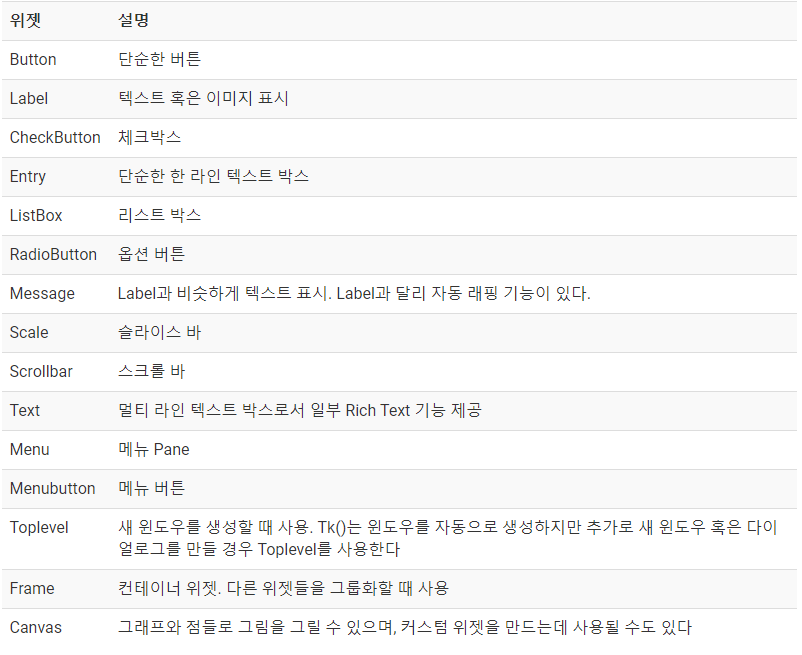 위젯 설명
Button 단순한 버튼
Label 텍스트 혹은 이미지 표시
CheckButton 체크박스
Entry 단순한 한 라인 텍스트 박스
ListBox 리스트 박스
RadioButton 옵션 버튼
Message Label과 비슷하게 텍스트 표시. Label과 달리 자동 래핑 기능이 있다.
Scale 슬라이스 바
Scrollbar 스크롤 바
Text 멀티 라인 텍스트 박스로서 일부 Rich Text 기능 제공
Menu 메뉴 Pane
Menubutton 메뉴 버튼
Toplevel 새 윈도우를 생성할 때 사용. Tk()는 윈도우를 자동으로 생성하지만 추가로 새 윈도우 혹은 다이
얼로그를 만들 경우 Toplevel를 사용한다
Frame 컨테이너 위젯. 다른 위젯들을 그룹화할 때 사용
Canvas 그래프와 점들로 그림을 그릴 수 있으며, 커스텀 위젯을 만드는데 사용될 수도 있다